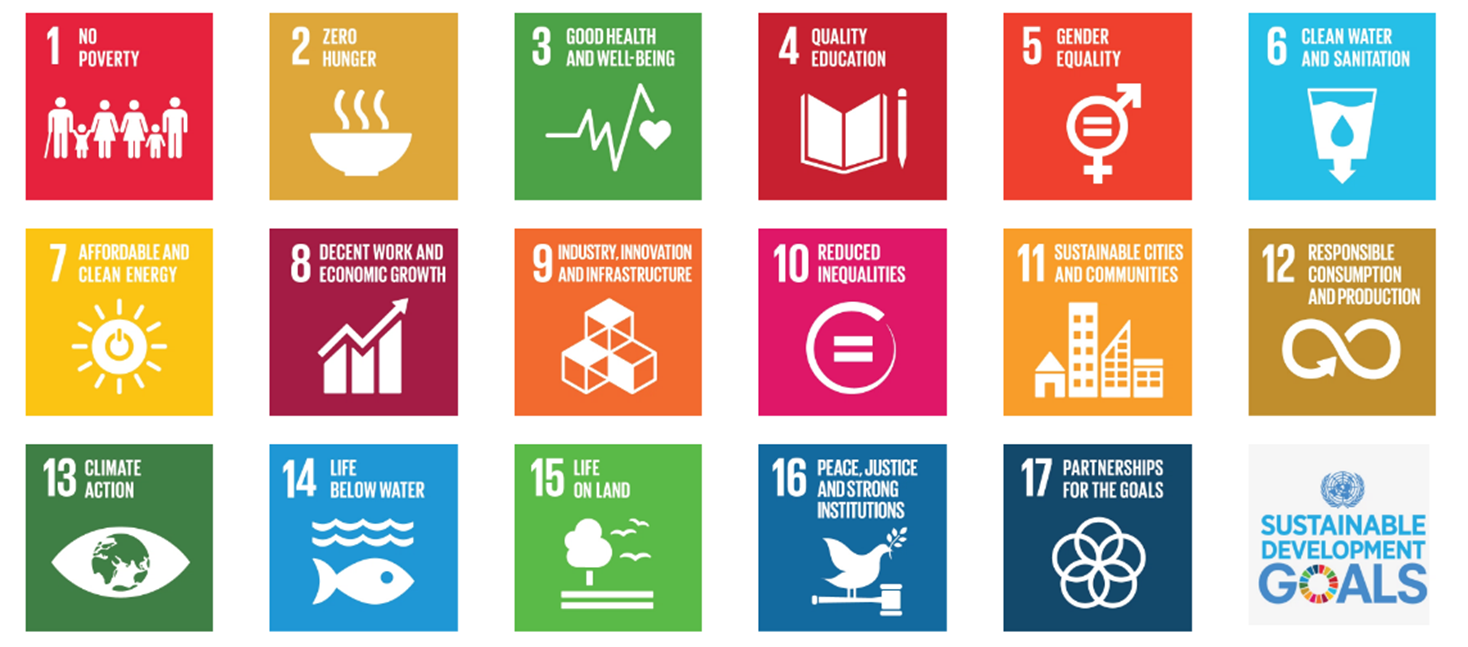 1 NO
POVERTY
2 ZERO
HUNGER
3 GOOD HEALTH
AND WELL-BEING
4 QUALITY
EDUCATION
5 GENDER
EQUALITY
6 CLEAN WATER
AND SANITATION
7 AFFORDABLE AND
CLEAN ENERGY
8 DECENT WORK AND
ECONOMIC GROWTH
9 INDUSTRY, INNOVATION
AND INFRASTRUCTURE
10 REDUCED
INEQUALITIES
11 SUSTAINABLE CITIES
AND COMMUNITIES
12 RESPONSIBLE
CONSUMPTION
AND PRODUCTION
13 CLIMATE
ACTION
14 LIFE
BELOW WATER
15 LIFE
ON LAND
16 PEACE, JUSTICE
AND STRONG
INSTITUTIONS
17 PARTNERSHIPS
FOR THE GOALS
SUSTAINABLE
DEVELOPMENT
GOALS